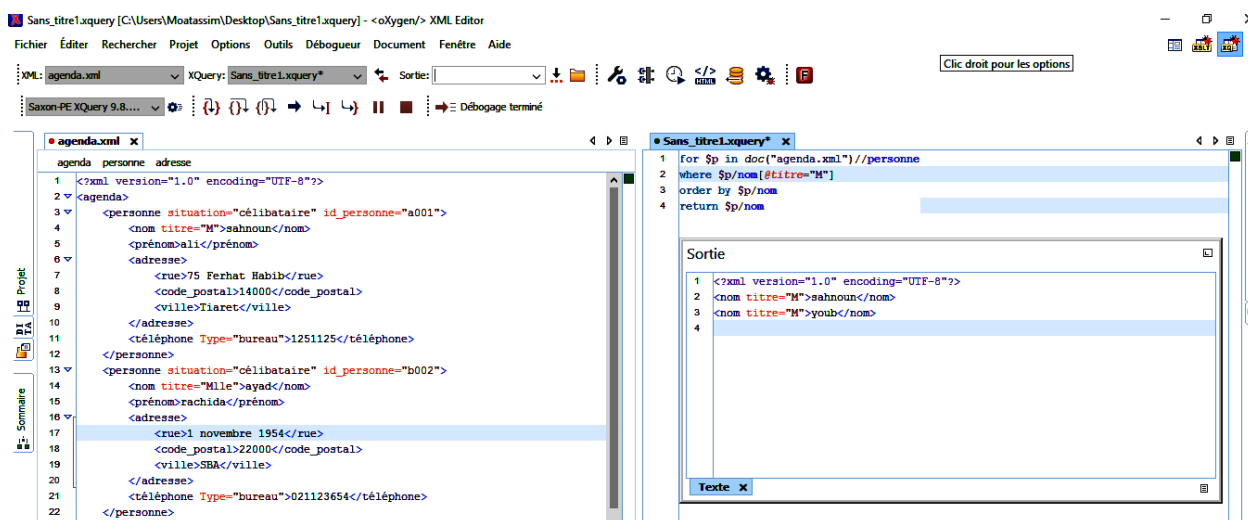 Sans_titre1.xquery [C:\Users\Moatassim\Desktop\Sans_titre1.xquery] - <oXygen/> XML Editor
Fichier Éditer Rechercher Projet Options Outils Débogueur Document Fenêtre Aide
XML: agenda.xml XQuery: Sans_titre1.xquery* Sortie:
Clic droit pour les options
Saxon-PE XQuery 9.8.... Débogage terminé
agenda.xml
agenda personne adresse
1 <?xml version="1.0" encoding="UTF-8"?>
2 <agenda>
3 <personne situation="célibataire" id_personne="a001">
4 <nom titre="M">sahnoun</nom>
5 <prénom>ali</prénom>
6 <adresse>
7 <rue>75 Ferhat Habib</rue>
8 <code_postal>14000</code_postal>
9 <ville>Tiaret</ville>
10 </adresse>
11 <téléphone Type="bureau">1251125</téléphone>
12 </personne>
13 <personne situation="célibataire" id_personne="b002">
14 <nom titre="Mlle">ayad</nom>
15 <prénom>rachida</prénom>
16 <adresse>
17 <rue>1 novembre 1954</rue>
18 <code_postal>22000</code_postal>
19 <ville>SBA</ville>
20 </adresse>
21 <téléphone Type="bureau">021123654</téléphone>
22 </personne>
Sans_titre1.xquery*
1 for $p in doc("agenda.xml")//personne
2 where $p/nom[@titre="M"]
3 order by $p/nom
4 return $p/nom
Sortie
1 <?xml version="1.0" encoding="UTF-8"?>
2 <nom titre="M">sahnoun</nom>
3 <nom titre="M">youb</nom>
4
Texte
Projet
DITA
Sommaire
XSLT
XQ
HTML
F